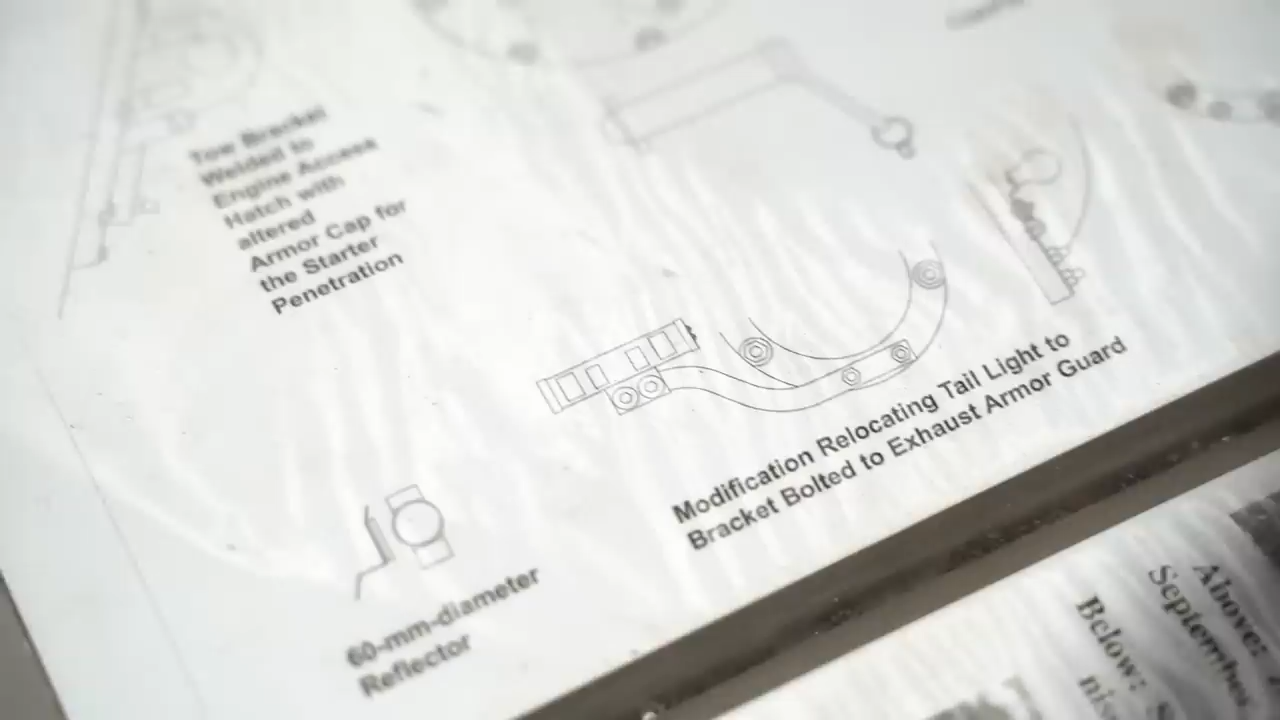 Tow Bracket
Welded to
Engine Access
Hatch with
altered
Armor Cap for
the Starter
Penetration
Modification Relocating Tail Light to
Bracket Bolted to Exhaust Armor Guard
60-mm-diameter
Reflector
Above:
September
Below: S
nis